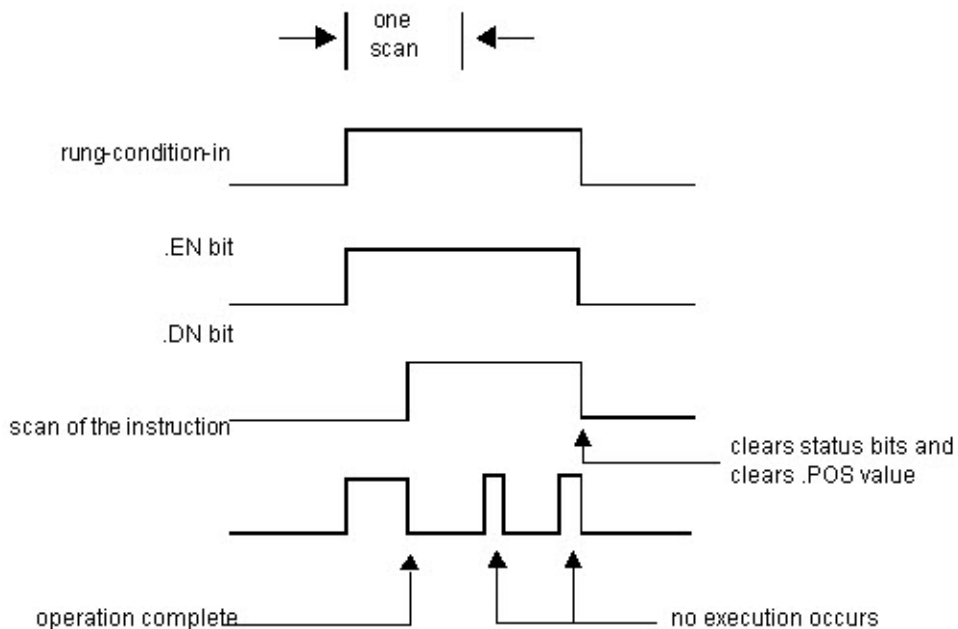 one
scan
rung-condition-in
.EN bit
.DN bit
scan of the instruction
clears status bits and
clears .POS value
operation complete
no execution occurs